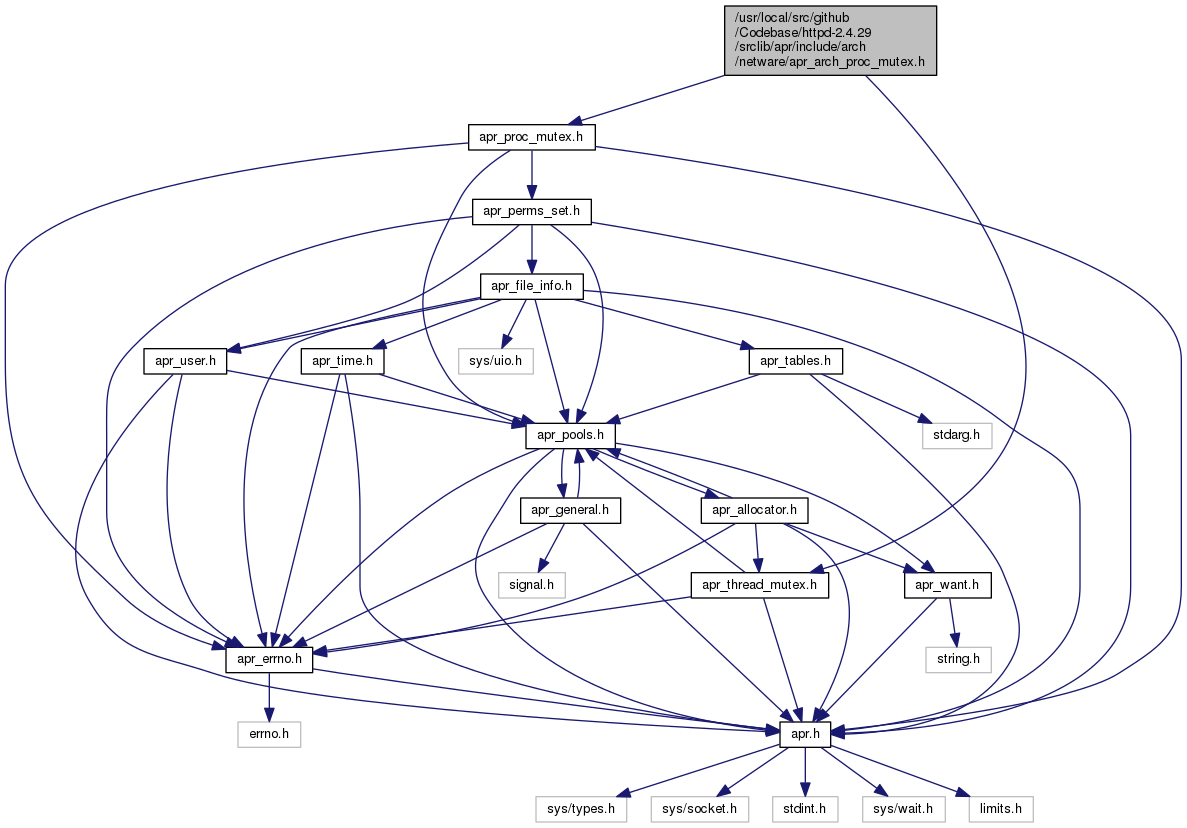 /usr/local/src/github
/Codebase/httpd-2.4.29
/srclib/apr/include/arch
/netware/apr_arch_proc_mutex.h
apr_proc_mutex.h
apr_perms_set.h
apr_file_info.h
apr_user.h
apr_time.h
sys/uio.h
apr_tables.h
apr_pools.h
stdarg.h
apr_general.h
apr_allocator.h
signal.h
apr_thread_mutex.h
apr_want.h
apr_errno.h
string.h
errno.h
apr.h
sys/types.h
sys/socket.h
stdint.h
sys/wait.h
limits.h